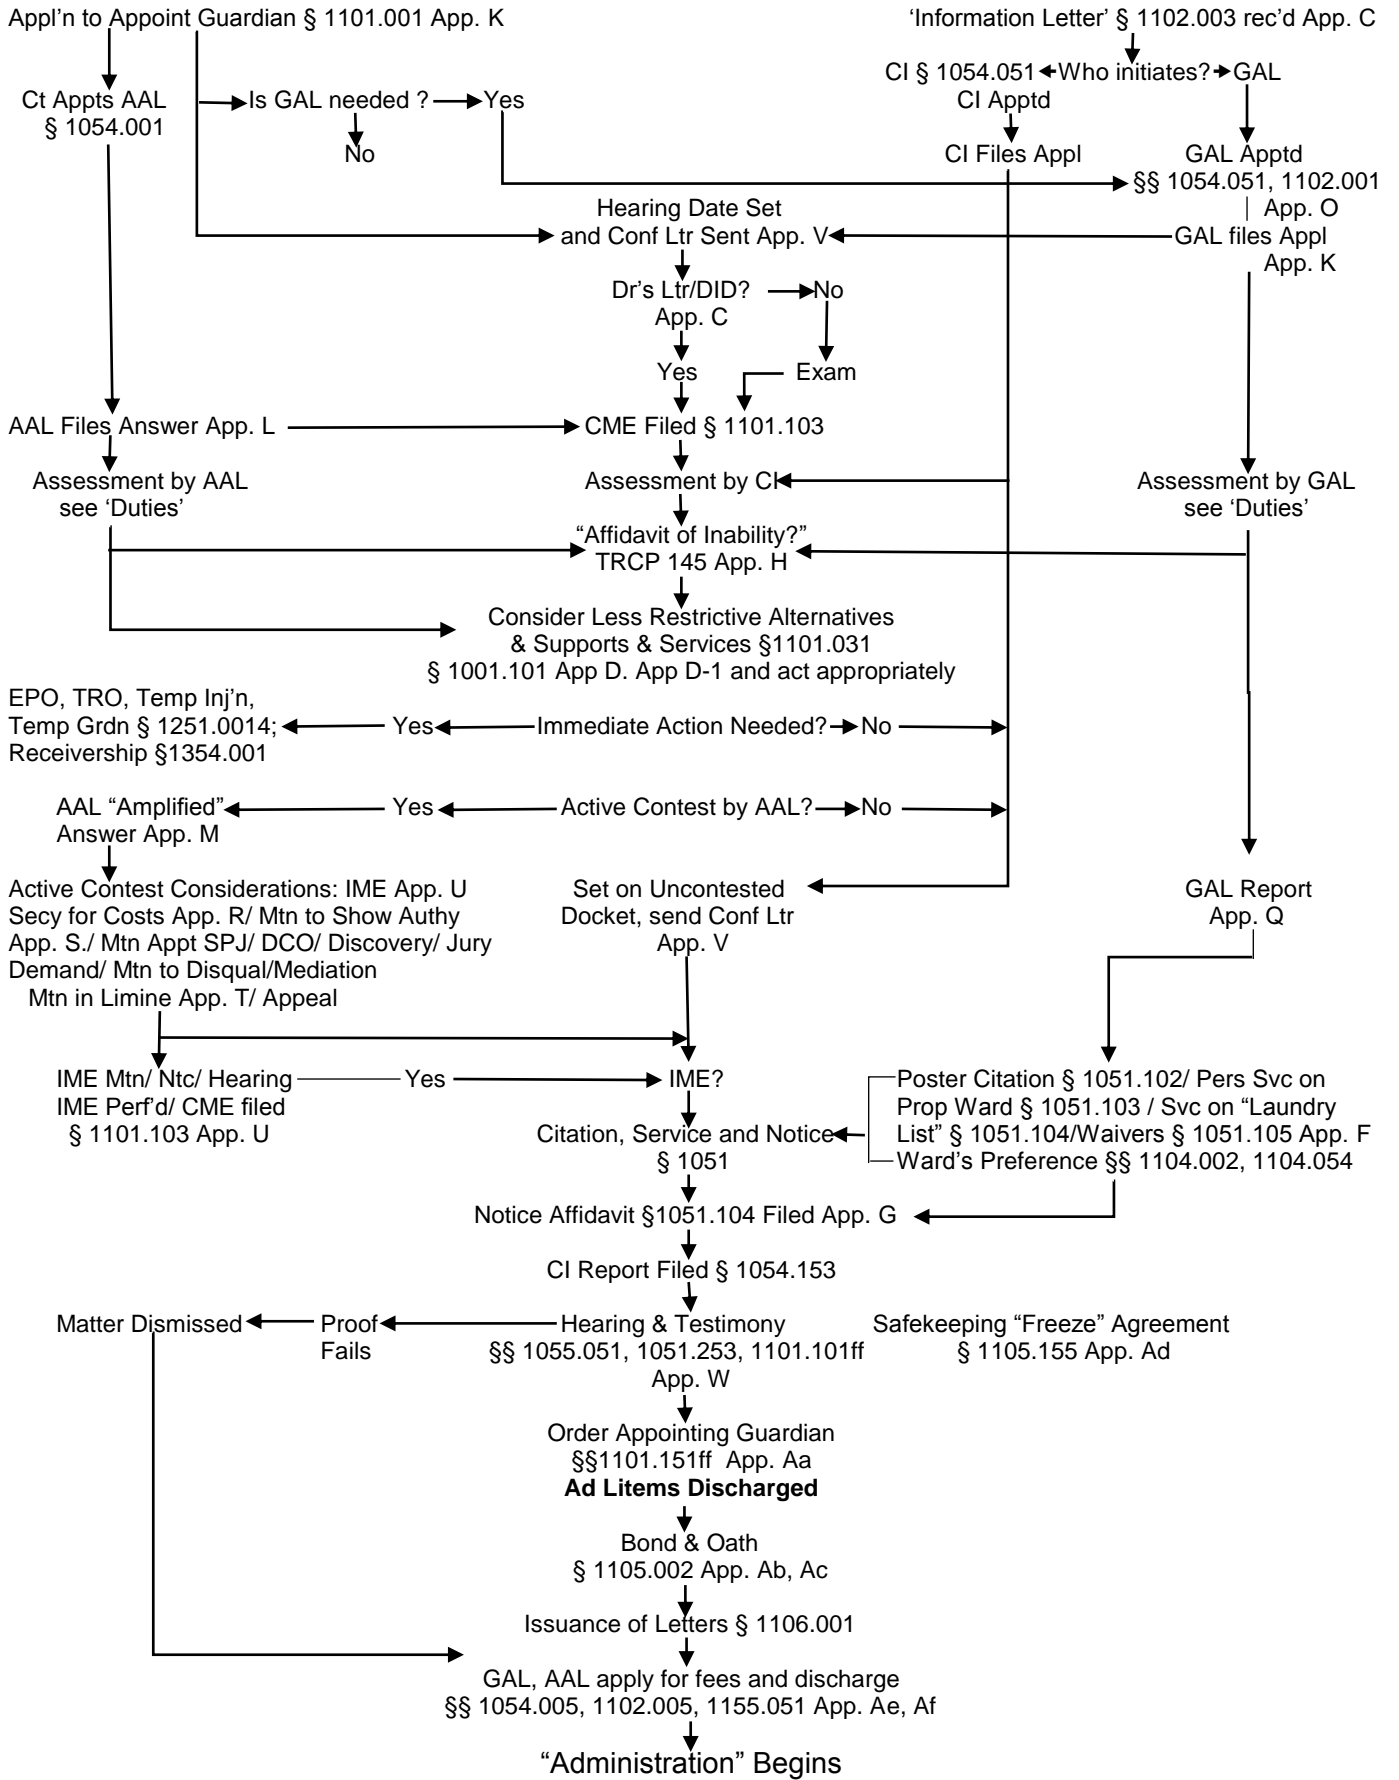 Appl'n to Appoint Guardian § 1101.001 App. K
‘Information Letter’ § 1102.003 rec’d App. C
CI § 1054.051
Who initiates?
GAL
CI Apptd
Ct Appts AAL
§ 1054.001
Is GAL needed ?
Yes
No
CI Files Appl
GAL Apptd
§§ 1054.051, 1102.001
App. O
Hearing Date Set
and Conf Ltr Sent App. V
GAL files Appl
App. K
Dr’s Ltr/DID?
App. C
No
Yes
Exam
AAL Files Answer App. L
CME Filed § 1101.103
Assessment by AAL
see ‘Duties’
Assessment by CI
Assessment by GAL
see ‘Duties’
“Affidavit of Inability?”
TRCP 145 App. H
Consider Less Restrictive Alternatives
& Supports & Services §1101.031
§ 1001.101 App D. App D-1 and act appropriately
EPO, TRO, Temp Inj’n,
Temp Grdn § 1251.0014;
Receivership §1354.001
Yes
Immediate Action Needed?
No
AAL “Amplified”
Answer App. M
Yes
Active Contest by AAL?
No
Active Contest Considerations: IME App. U
Secy for Costs App. R/ Mtn to Show Authy
App. S./ Mtn Appt SPJ/ DCO/ Discovery/ Jury
Demand/ Mtn to Disqual/Mediation
Mtn in Limine App. T/ Appeal
Set on Uncontested
Docket, send Conf Ltr
App. V
GAL Report
App. Q
IME Mtn/ Ntc/ Hearing
IME Perf’d/ CME filed
§ 1101.103 App. U
Yes
IME?
Poster Citation § 1051.102/ Pers Svc on
Prop Ward § 1051.103 / Svc on “Laundry
List” § 1051.104/Waivers § 1051.105 App. F
Ward’s Preference §§ 1104.002, 1104.054
Citation, Service and Notice
§ 1051
Notice Affidavit §1051.104 Filed App. G
CI Report Filed § 1054.153
Matter Dismissed
Proof
Fails
Hearing & Testimony
§§ 1055.051, 1051.253, 1101.101ff
App. W
Safekeeping “Freeze” Agreement
§ 1105.155 App. Ad
Order Appointing Guardian
§§1101.151ff App. Aa
Ad Litems Discharged
Bond & Oath
§ 1105.002 App. Ab, Ac
Issuance of Letters § 1106.001
GAL, AAL apply for fees and discharge
§§ 1054.005, 1102.005, 1155.051 App. Ae, Af
“Administration” Begins